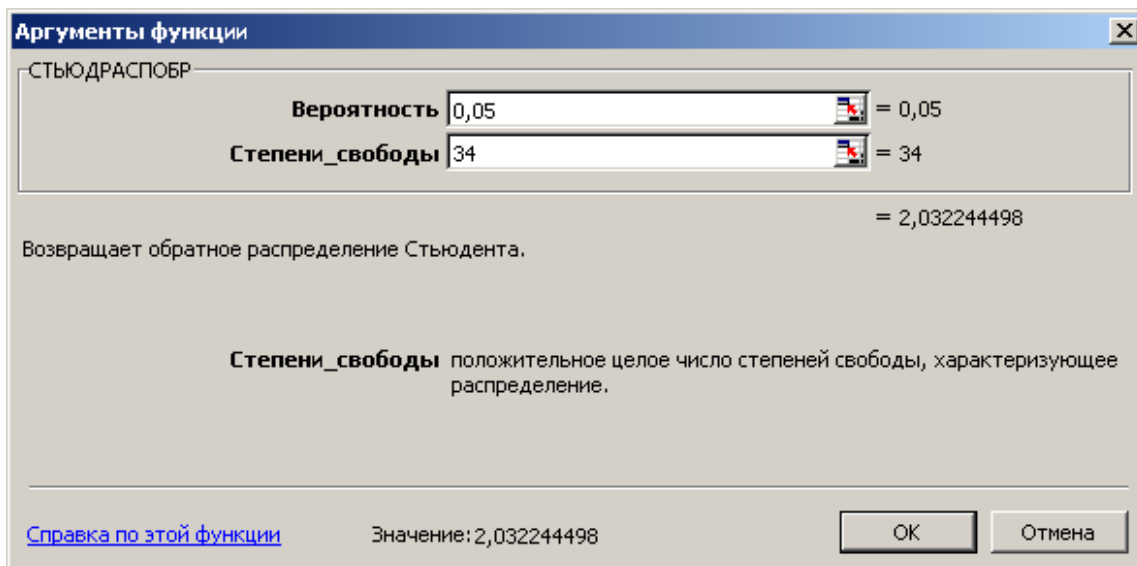 Аргументы функции
СТЬЮДРАСПОБР
Вероятность 0,05 = 0,05
Степени_свободы 34 = 34
= 2,032244498
Возвращает обратное распределение Стьюдента.
Степени_свободы положительное целое число степеней свободы, характеризующее
распределение.
Справка по этой функции Значение: 2,032244498 ОК Отмена